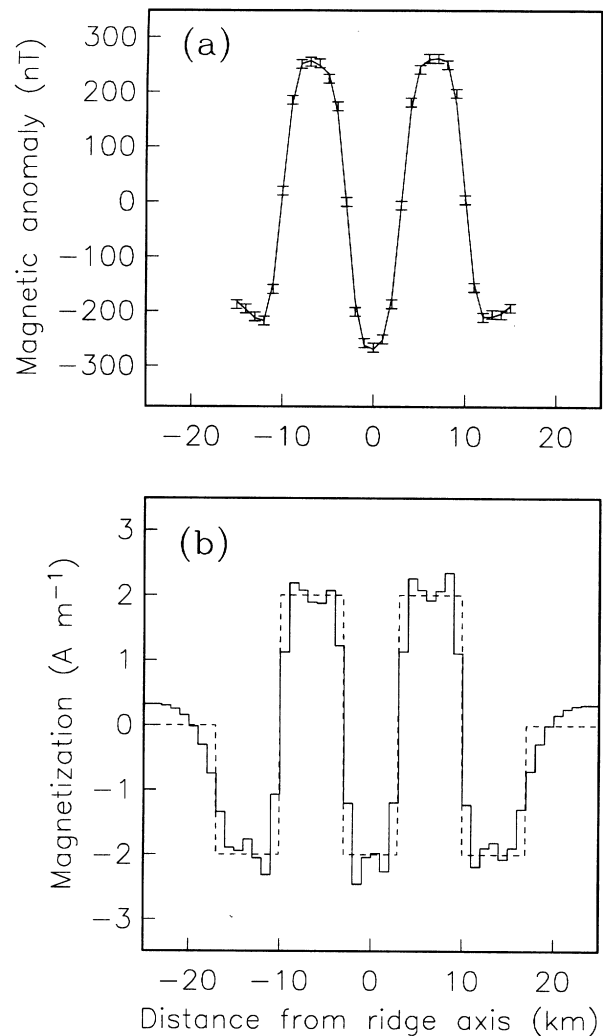 (a)
Magnetic anomaly (nT)
300
200
100
0
−100
−200
−300
−20 −10 0 10 20
(b)
Magnetization (A m⁻¹)
3
2
1
0
−1
−2
−3
−20 −10 0 10 20
Distance from ridge axis (km)